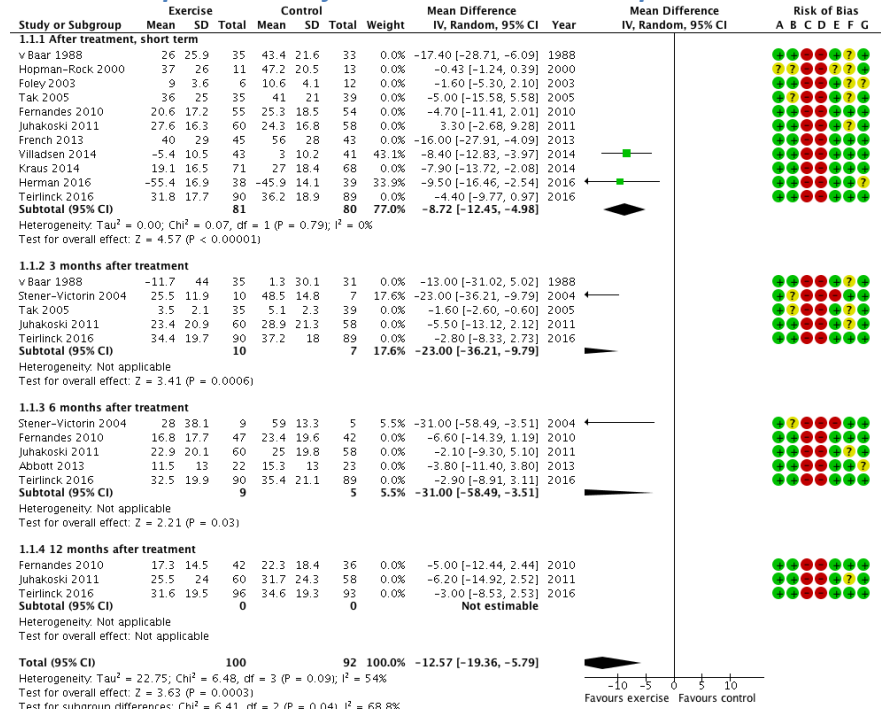 Exercise Control Mean Difference Mean Difference Risk of Bias
Study or Subgroup Mean SD Total Mean SD Total Weight IV, Random, 95% CI Year IV, Random, 95% CI A B C D E F G
1.1.1 After treatment, short term
v Baar 1988 26 25.9 35 43.4 21.6 33 0.0% -17.40 [-28.71, -6.09] 1988 + + - - + ? +
Hopman-Rock 2000 37 26 11 47.2 20.5 13 0.0% -0.43 [-1.24, 0.39] 2000 ? ? - - + ? ?
Foley 2003 9 3.6 6 10.6 4.1 12 0.0% -1.60 [-5.30, 2.10] 2003 + + - - + ? ?
Tak 2005 36 25 35 41 21 39 0.0% -5.00 [-15.58, 5.58] 2005 + ? - - + ? +
Fernandes 2010 20.6 17.2 55 25.3 18.5 54 0.0% -4.70 [-11.41, 2.01] 2010 + + - - + + +
Juhakoski 2011 27.6 16.3 60 24.3 16.8 58 0.0% 3.30 [-2.68, 9.28] 2011 + + - - + ? +
French 2013 40 29 45 56 28 43 0.0% -16.00 [-27.91, -4.09] 2013 + + - - + + +
Villadsen 2014 -5.4 10.5 43 3 10.2 41 43.1% -8.40 [-12.83, -3.97] 2014 + + - - + + +
Kraus 2014 19.1 16.5 71 27 18.4 68 0.0% -7.90 [-13.72, -2.08] 2014 + + - - + + +
Herman 2016 -55.4 16.9 38 -45.9 14.1 39 33.9% -9.50 [-16.46, -2.54] 2016 + + - - + + ?
Teirlinck 2016 31.8 17.7 90 36.2 18.9 89 0.0% -4.40 [-9.77, 0.97] 2016 + + - - + + +
Subtotal (95% CI) 81 80 77.0% -8.72 [-12.45, -4.98]
Heterogeneity: Tau² = 0.00; Chi² = 0.07, df = 1 (P = 0.79); I² = 0%
Test for overall effect: Z = 4.57 (P < 0.00001)
1.1.2 3 months after treatment
v Baar 1988 -11.7 44 35 1.3 30.1 31 0.0% -13.00 [-31.02, 5.02] 1988 + + - - + ? +
Stener-Victorin 2004 25.5 11.9 10 48.5 14.8 7 17.6% -23.00 [-36.21, -9.79] 2004 + ? - - - + +
Tak 2005 3.5 2.1 35 5.1 2.3 39 0.0% -1.60 [-2.60, -0.60] 2005 + ? - - + ? +
Juhakoski 2011 23.4 20.9 60 28.9 21.3 58 0.0% -5.50 [-13.12, 2.12] 2011 + + - - + ? +
Teirlinck 2016 34.4 19.7 90 37.2 18 89 0.0% -2.80 [-8.33, 2.73] 2016 + + - - + + +
Subtotal (95% CI) 10 7 17.6% -23.00 [-36.21, -9.79]
Heterogeneity: Not applicable
Test for overall effect: Z = 3.41 (P = 0.0006)
1.1.3 6 months after treatment
Stener-Victorin 2004 28 38.1 9 59 13.3 5 5.5% -31.00 [-58.49, -3.51] 2004 + ? - - - + +
Fernandes 2010 16.8 17.7 47 23.4 19.6 42 0.0% -6.60 [-14.39, 1.19] 2010 + + - - + + +
Juhakoski 2011 22.9 20.1 60 25 19.8 58 0.0% -2.10 [-9.30, 5.10] 2011 + + - - + ? +
Abbott 2013 11.5 13 22 15.3 13 23 0.0% -3.80 [-11.40, 3.80] 2013 + + - - + + ?
Teirlinck 2016 32.5 19.9 90 35.4 21.1 89 0.0% -2.90 [-8.91, 3.11] 2016 + + - - + + +
Subtotal (95% CI) 9 5 5.5% -31.00 [-58.49, -3.51]
Heterogeneity: Not applicable
Test for overall effect: Z = 2.21 (P = 0.03)
1.1.4 12 months after treatment
Fernandes 2010 17.3 14.5 42 22.3 18.4 36 0.0% -5.00 [-12.44, 2.44] 2010 + + - - + + +
Juhakoski 2011 25.5 24 60 31.7 24.3 58 0.0% -6.20 [-14.92, 2.52] 2011 + + - - + ? +
Teirlinck 2016 31.6 19.5 96 34.6 19.3 93 0.0% -3.00 [-8.53, 2.53] 2016 + + - - + + +
Subtotal (95% CI) 0 0 Not estimable
Heterogeneity: Not applicable
Test for overall effect: Not applicable
Total (95% CI) 100 92 100.0% -12.57 [-19.36, -5.79]
Heterogeneity: Tau² = 22.75; Chi² = 6.48, df = 3 (P = 0.09); I² = 54%
Test for overall effect: Z = 3.63 (P = 0.0003)
Test for subgroup differences: Chi² = 6.41, df = 2 (P = 0.04), I² = 68.8%
-10 -5 0 5 10
Favours exercise Favours control